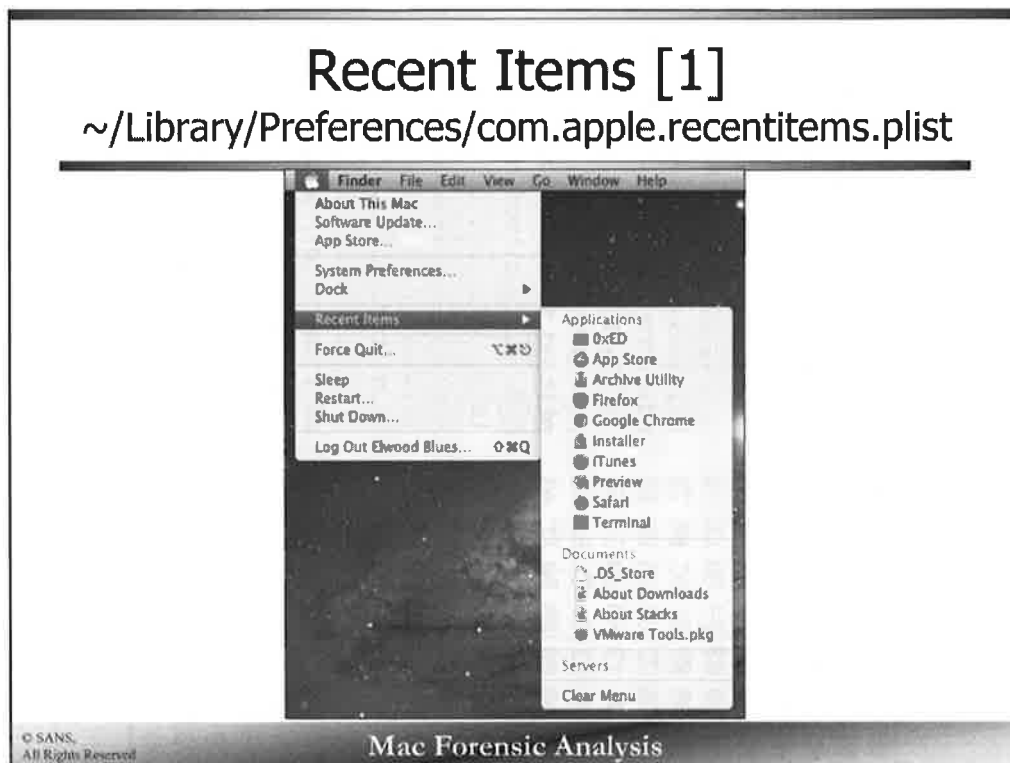 Recent Items [1]
~/Library/Preferences/com.apple.recentitems.plist
Finder File Edit View Go Window Help
About This Mac
Software Update...
App Store...
System Preferences...
Dock
Recent Items
Force Quit... ⌥⌘⎋
Sleep
Restart...
Shut Down...
Log Out Elwood Blues... ⇧⌘Q
Applications
0xED
App Store
Archive Utility
Firefox
Google Chrome
Installer
iTunes
Preview
Safari
Terminal
Documents
.DS_Store
About Downloads
About Stacks
VMware Tools.pkg
Servers
Clear Menu
© SANS,
All Rights Reserved
Mac Forensic Analysis